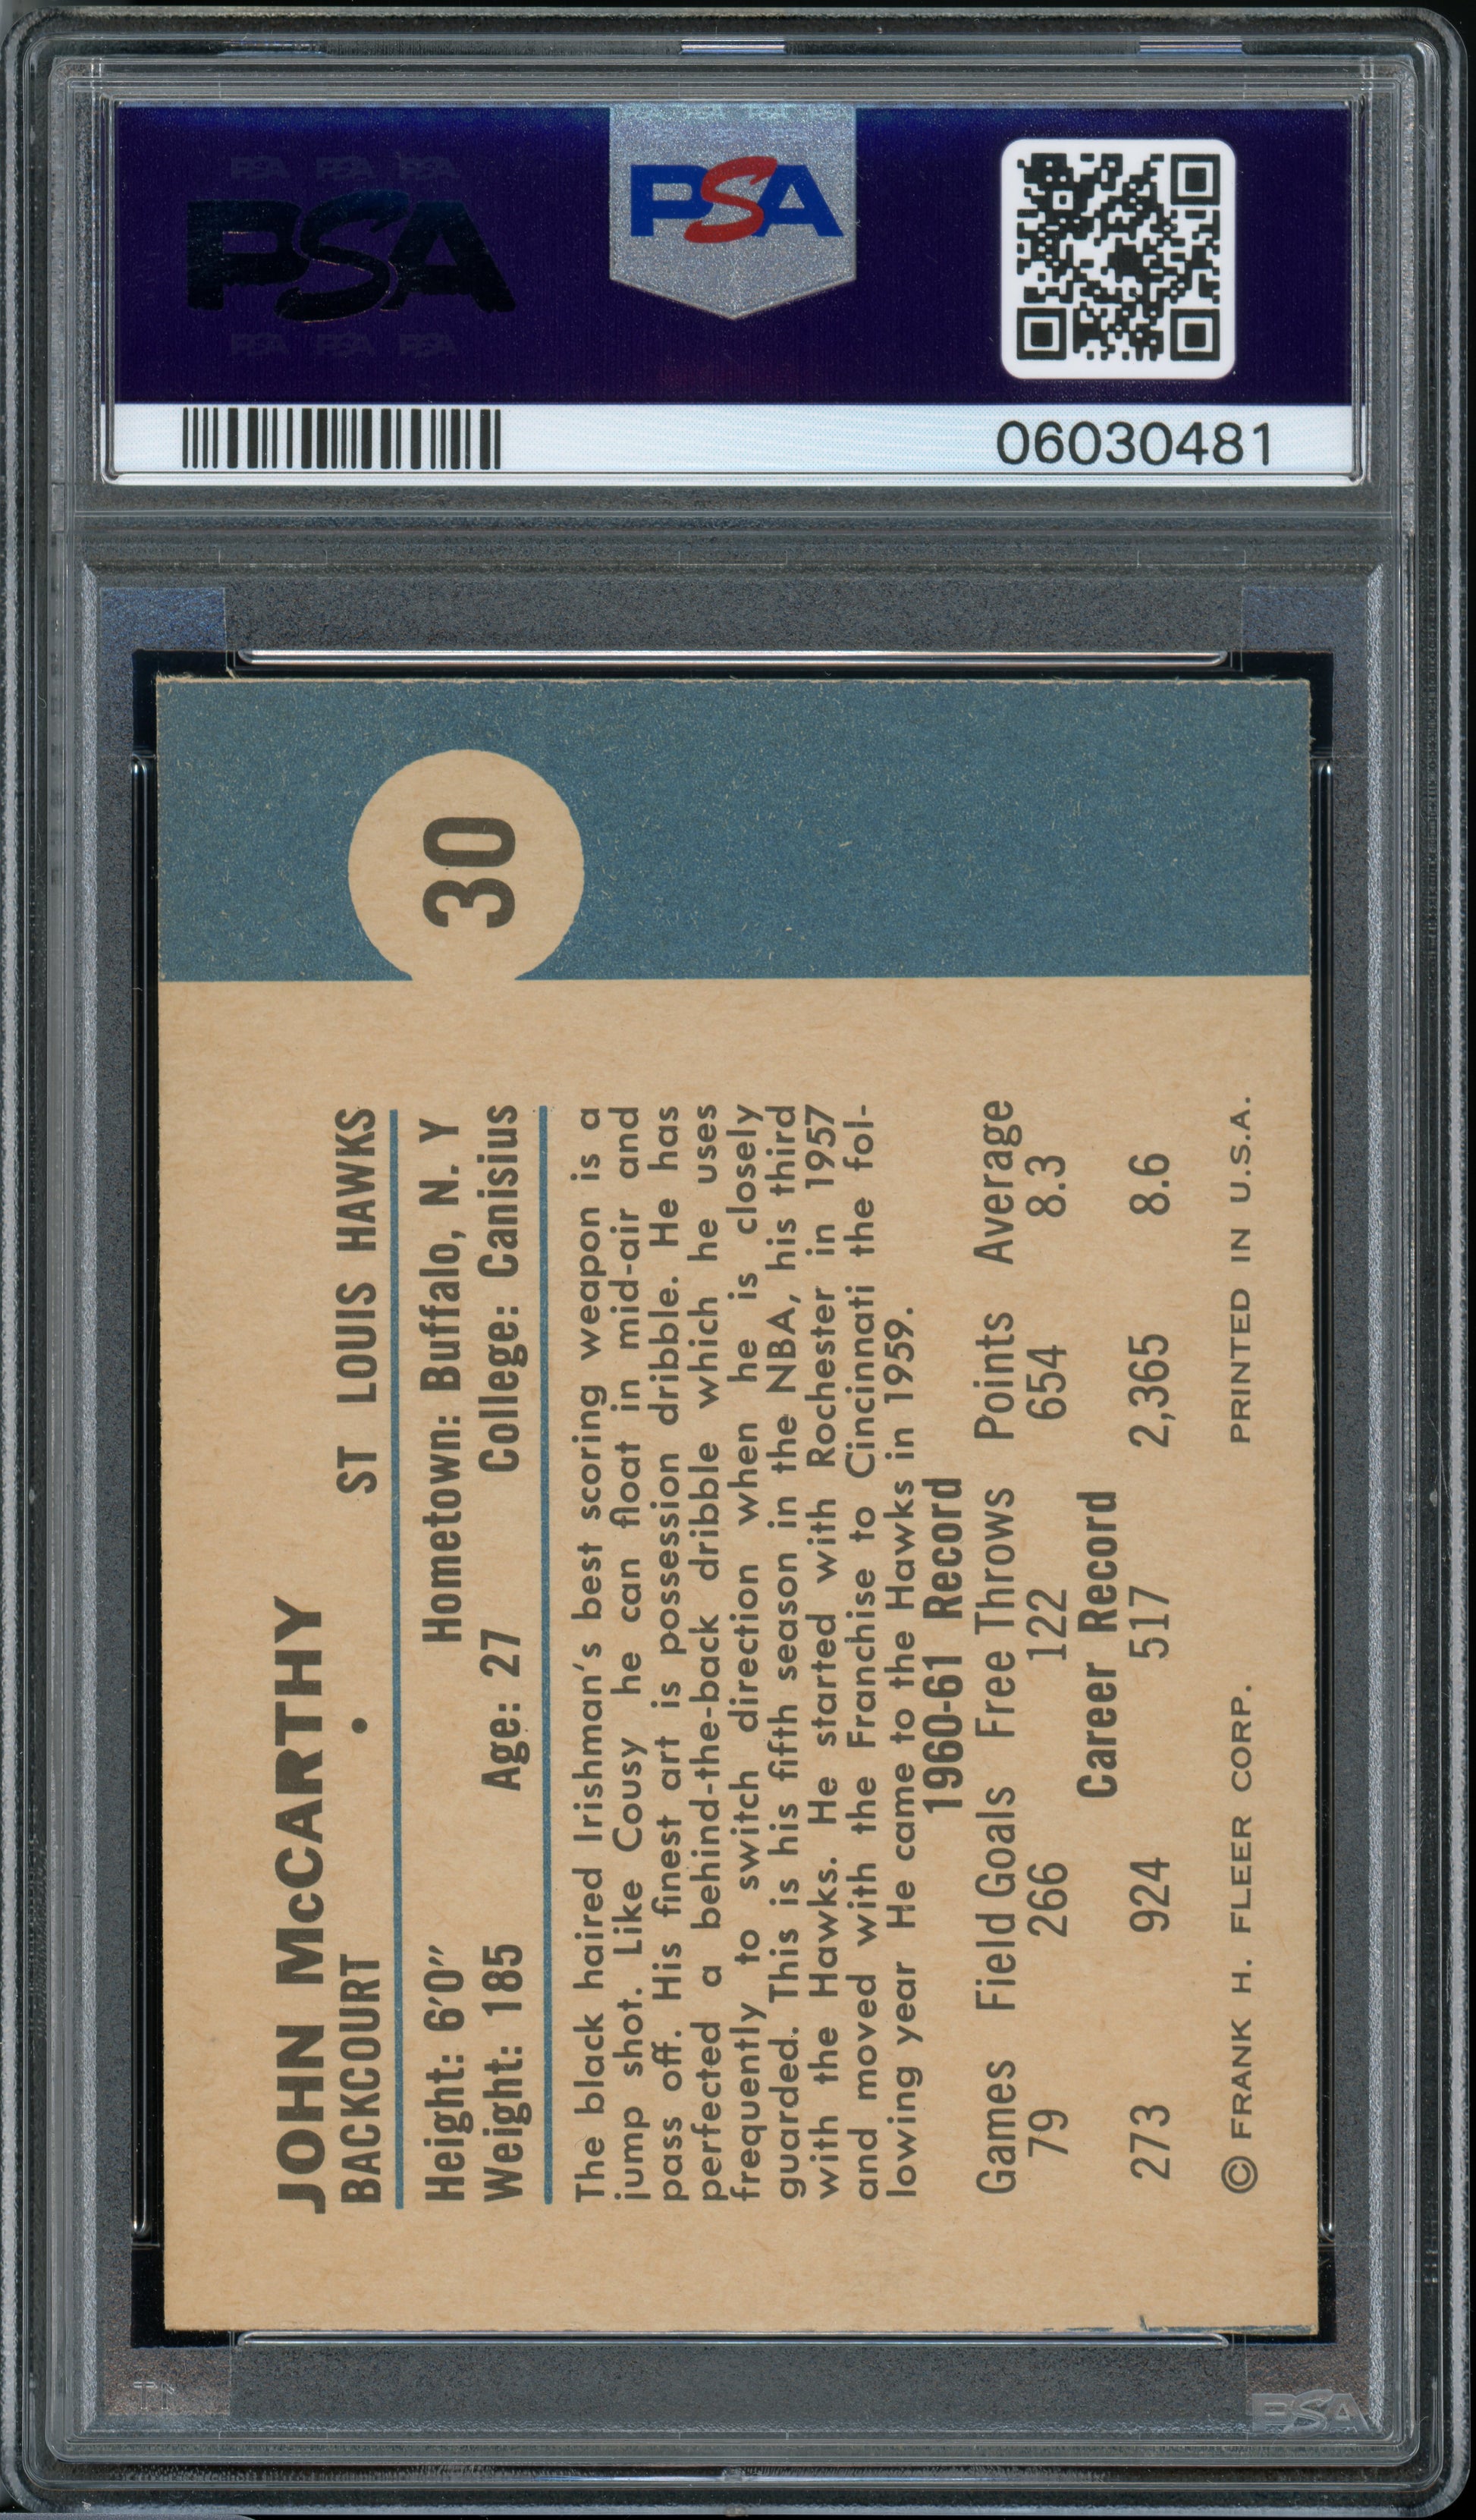 PSA PSA PSA
PSA
PSA PSA PSA
PSA
06030481
30
JOHN McCARTHY
BACKCOURT • ST LOUIS HAWKS
Height: 6'0" Hometown: Buffalo, N. Y
Weight: 185 Age: 27 College: Canisius
The black haired Irishman's best scoring weapon is a
jump shot. Like Cousy he can float in mid-air and
pass off. His finest art is possession dribble. He has
perfected a behind-the-back dribble which he uses
frequently to switch direction when he is closely
guarded. This is his fifth season in the NBA, his third
with the Hawks. He started with Rochester in 1957
and moved with the Franchise to Cincinnati the fol-
lowing year He came to the Hawks in 1959.
1960-61 Record
Games Field Goals Free Throws Points Average
79 266 122 654 8.3
Career Record
273 924 517 2,365 8.6
© FRANK H. FLEER CORP. PRINTED IN U.S.A.
PSA